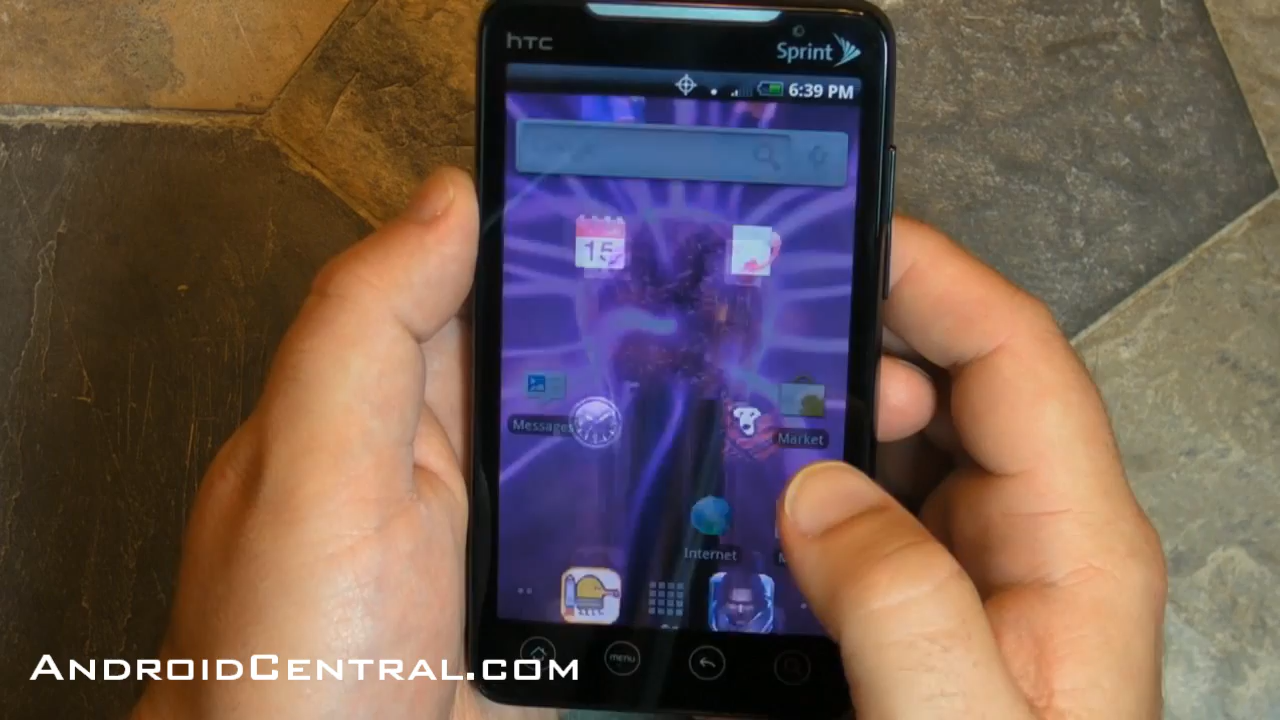 hTC
Sprint
6:39 PM
15
Messages
Market
Internet
menu
ANDROIDCENTRAL.COM